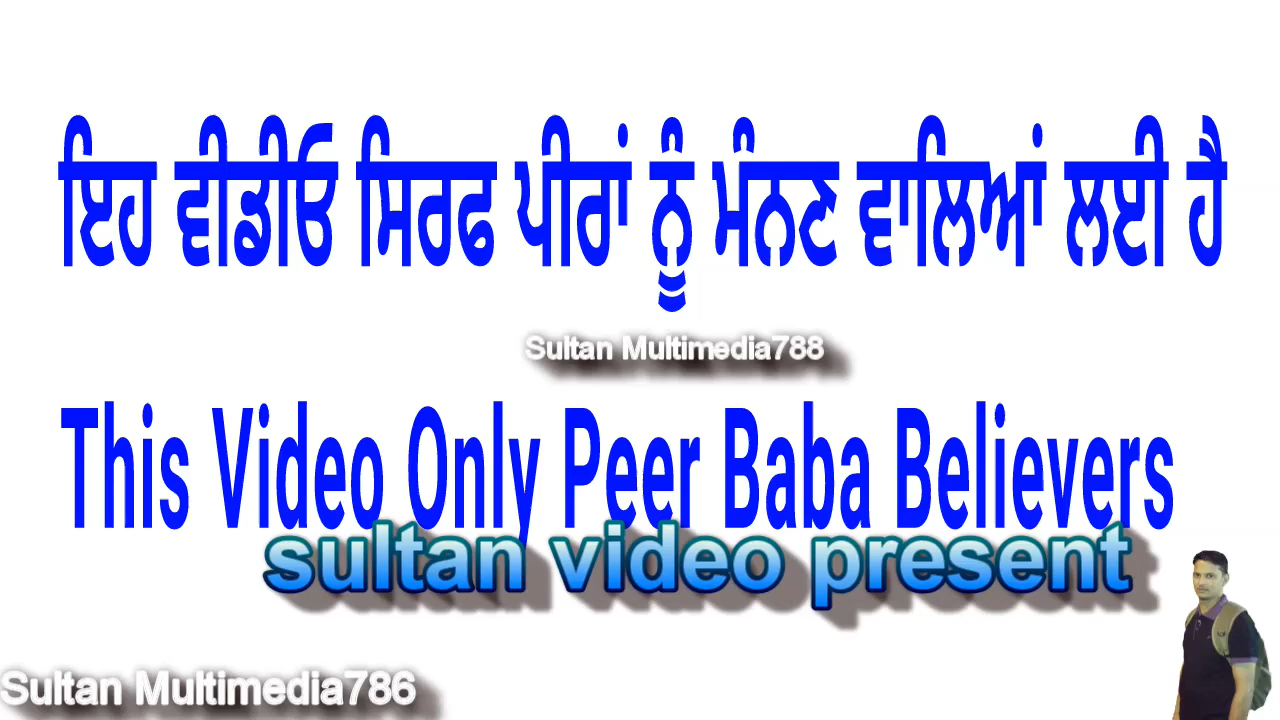 ਇਹ ਵੀਡੀਓ ਸਿਰਫ ਪੀਰਾਂ ਨੂੰ ਮੰਨਣ ਵਾਲਿਆਂ ਲਈ ਹੈ
Sultan Multimedia788
This Video Only Peer Baba Believers
sultan video present
Sultan Multimedia786